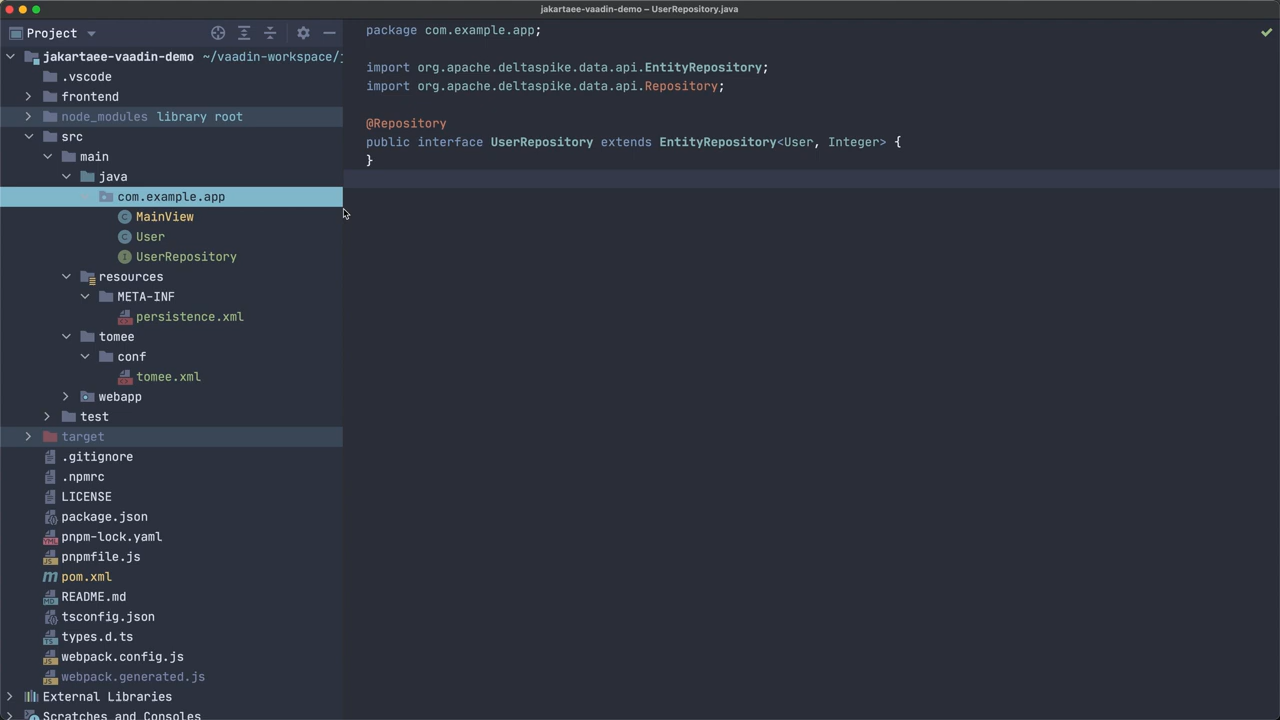 jakartaee-vaadin-demo – UserRepository.java
Project
jakartaee-vaadin-demo ~/vaadin-workspace/j
.vscode
frontend
node_modules library root
src
main
java
com.example.app
MainView
User
UserRepository
resources
META-INF
persistence.xml
tomee
conf
tomee.xml
webapp
test
target
.gitignore
.npmrc
LICENSE
package.json
pnpm-lock.yaml
pnpmfile.js
pom.xml
README.md
tsconfig.json
types.d.ts
webpack.config.js
webpack.generated.js
External Libraries
Scratches and Consoles
package com.example.app;
import org.apache.deltaspike.data.api.EntityRepository;
import org.apache.deltaspike.data.api.Repository;
@Repository
public interface UserRepository extends EntityRepository<User, Integer> {
}